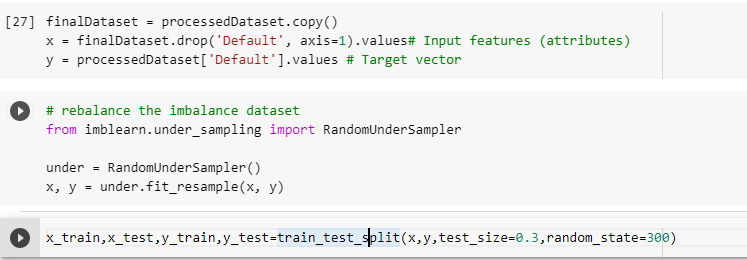 [27] finalDataset = processedDataset.copy()
x = finalDataset.drop('Default', axis=1).values# Input features (attributes)
y = processedDataset['Default'].values # Target vector
# rebalance the imbalance dataset
from imblearn.under_sampling import RandomUnderSampler
under = RandomUnderSampler()
x, y = under.fit_resample(x, y)
x_train,x_test,y_train,y_test=train_test_split(x,y,test_size=0.3,random_state=300)